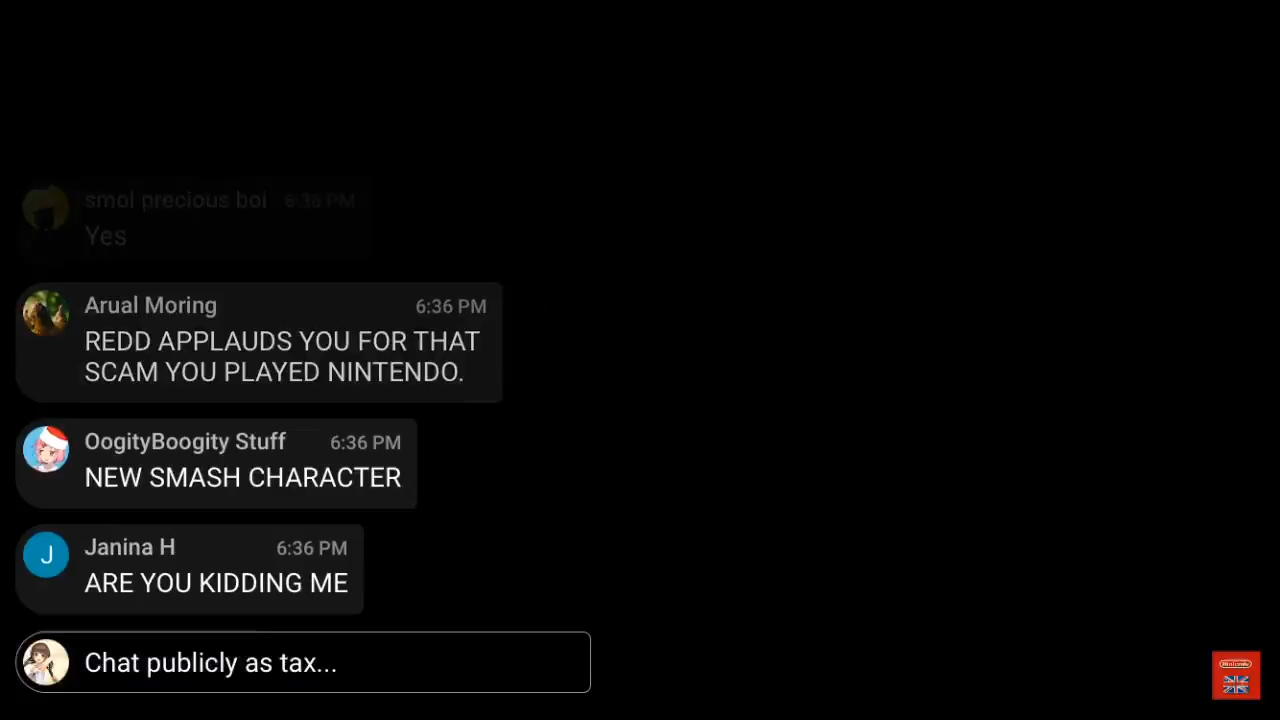 smol precious boi 6:36 PM
Yes
Arual Moring 6:36 PM
REDD APPLAUDS YOU FOR THAT
SCAM YOU PLAYED NINTENDO.
OogityBoogity Stuff 6:36 PM
NEW SMASH CHARACTER
J Janina H 6:36 PM
ARE YOU KIDDING ME
Chat publicly as tax...
Nintendo